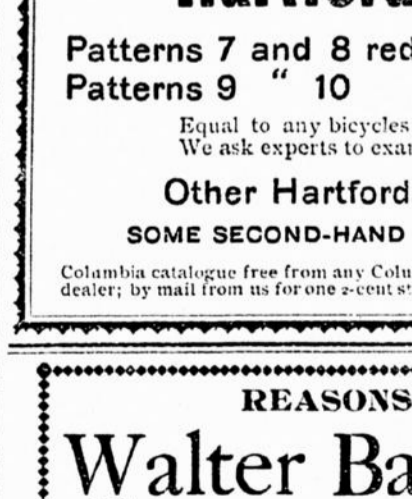 Patterns 7 and 8 red
Patterns 9 “ 10
Equal to any bicycles
We ask experts to exa
Other Hartford
SOME SECOND-HAND
Columbia catalogue free from any Colu
dealer; by mail from us for one 2-cent s
REASONS
Walter Ba